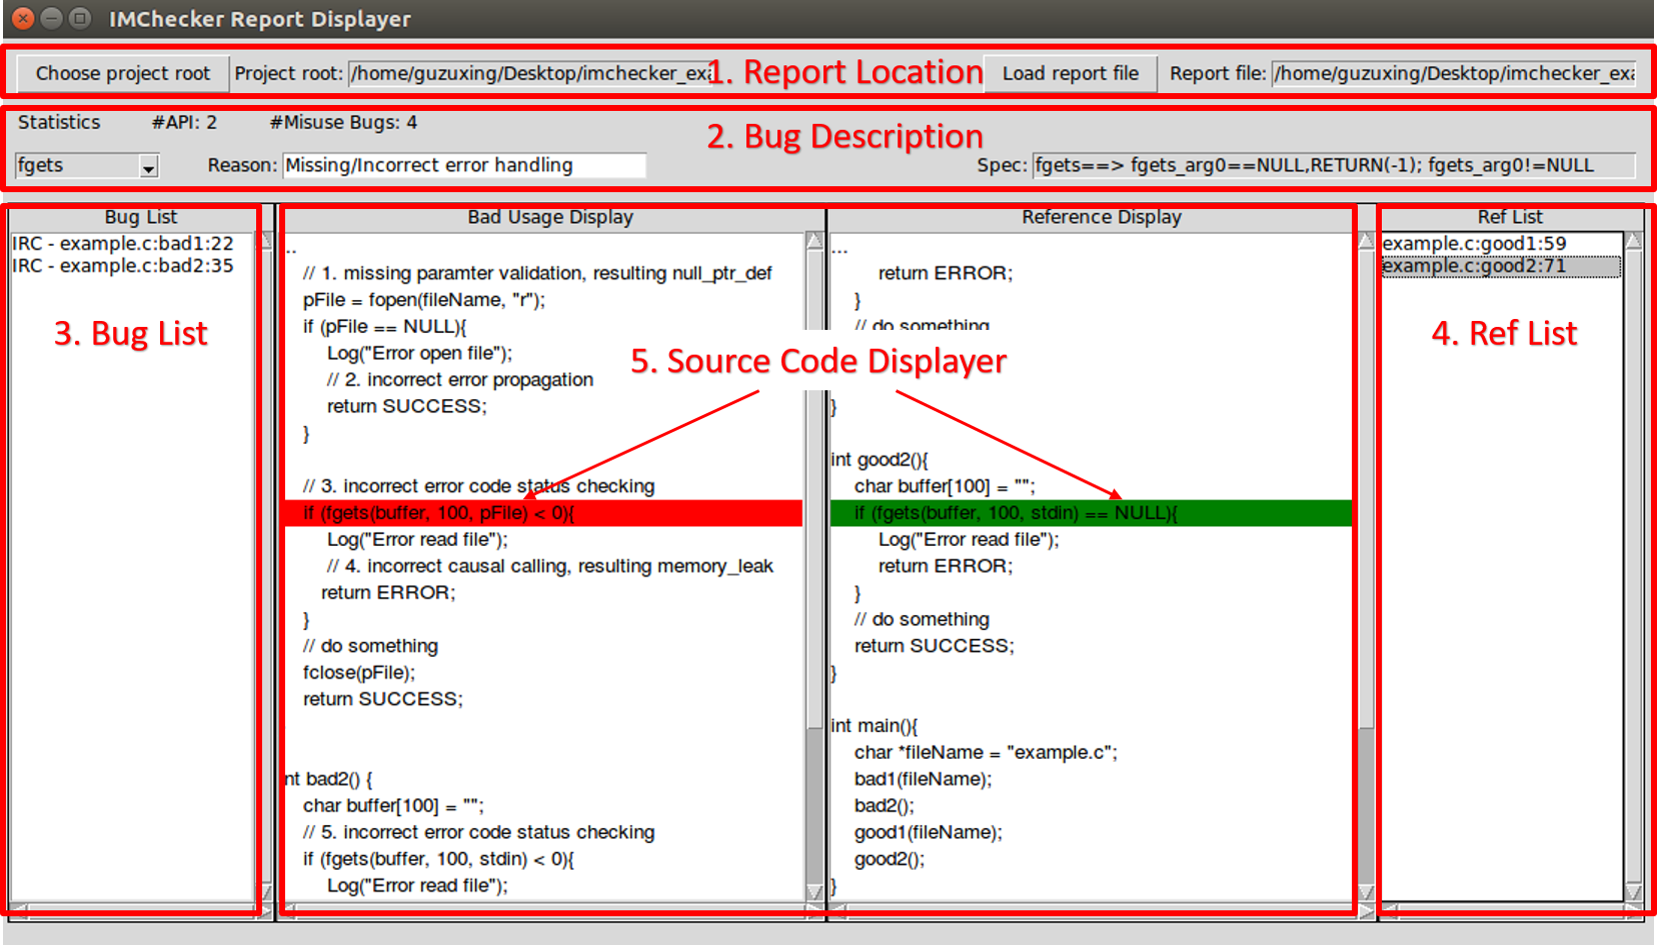 IMChecker Report Displayer
Choose project root Project root: /home/guzuxing/Desktop/imchecker_exa 1. Report Location Load report file Report file: /home/guzuxing/Desktop/imchecker_exa
Statistics #API: 2 #Misuse Bugs: 4
2. Bug Description
fgets Reason: Missing/Incorrect error handling Spec: fgets==> fgets_arg0==NULL,RETURN(-1); fgets_arg0!=NULL
Bug List
IRC - example.c:bad1:22
IRC - example.c:bad2:35
3. Bug List
Bad Usage Display
...
// 1. missing paramter validation, resulting null_ptr_def
pFile = fopen(fileName, "r");
if (pFile == NULL){
Log("Error open file");
// 2. incorrect error propagation
return SUCCESS;
}
// 3. incorrect error code status checking
if (fgets(buffer, 100, pFile) < 0){
Log("Error read file");
// 4. incorrect causal calling, resulting memory_leak
return ERROR;
}
// do something
fclose(pFile);
return SUCCESS;
int bad2() {
char buffer[100] = "";
// 5. incorrect error code status checking
if (fgets(buffer, 100, stdin) < 0){
Log("Error read file");
5. Source Code Displayer
Reference Display
...
return ERROR;
}
// do something
}
int good2(){
char buffer[100] = "";
if (fgets(buffer, 100, stdin) == NULL){
Log("Error read file");
return ERROR;
}
// do something
return SUCCESS;
}
int main(){
char *fileName = "example.c";
bad1(fileName);
bad2();
good1(fileName);
good2();
}
Ref List
example.c:good1:59
example.c:good2:71
4. Ref List